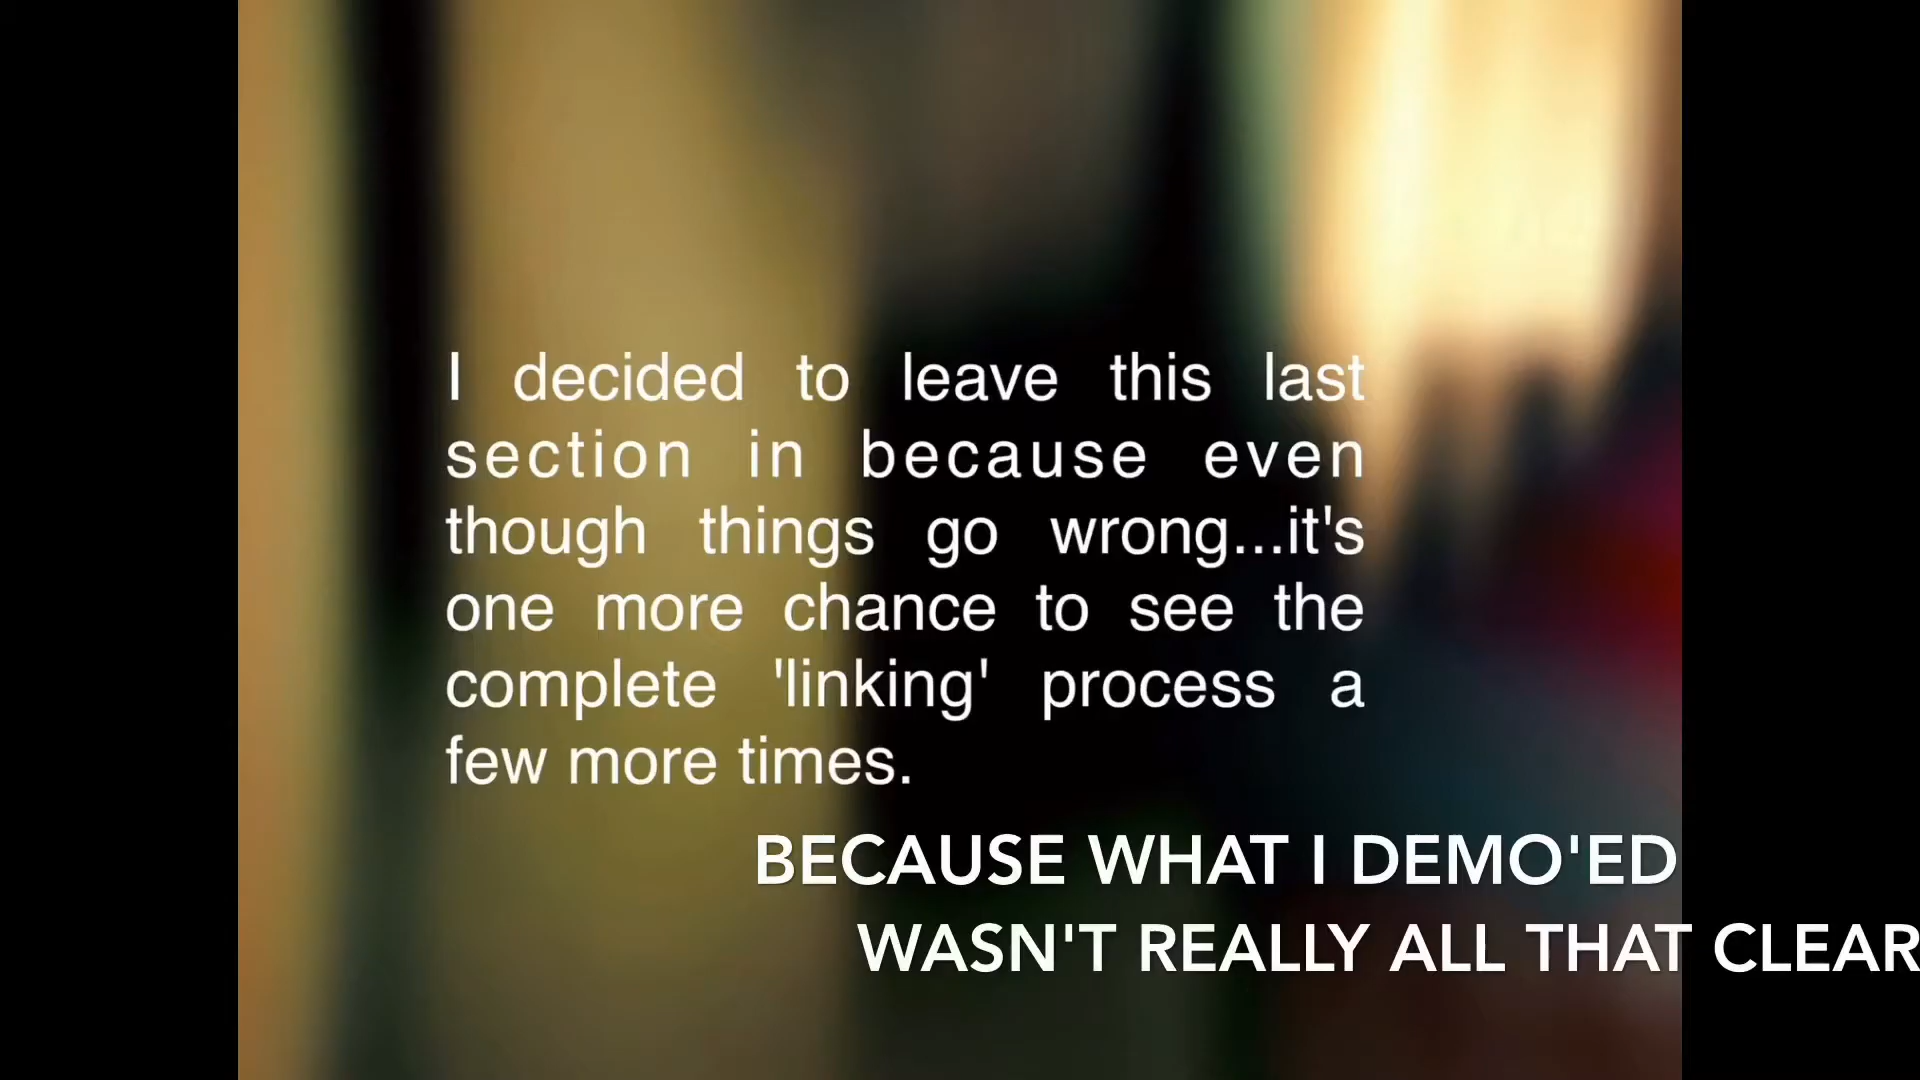 I decided to leave this last
section in because even
though things go wrong...it's
one more chance to see the
complete 'linking' process a
few more times.
BECAUSE WHAT I DEMO'ED
WASN'T REALLY ALL THAT CLEAR